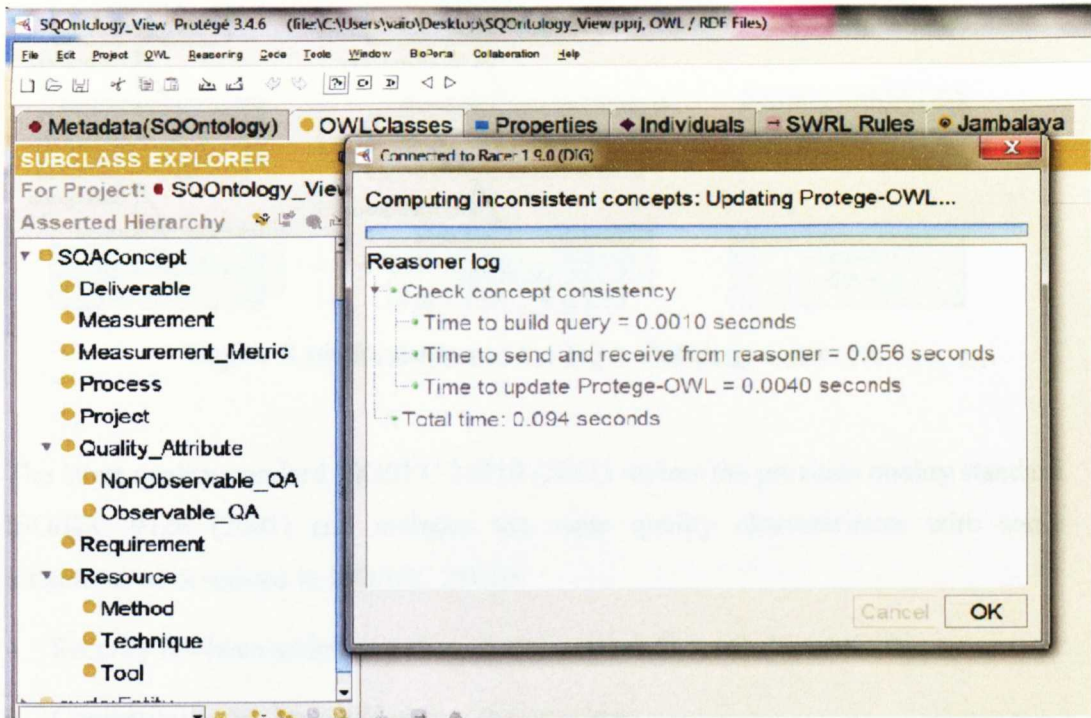 SQOntology_View Protégé 3.4.6 (file:\C:\Users\vaio\Desktop\SQOntology_View.pprj, OWL / RDF Files)
File Edit Project OWL Reasoning Code Tools Window BioPortal Collaboration Help
Metadata(SQOntology) OWLClasses Properties Individuals SWRL Rules Jambalaya
SUBCLASS EXPLORER
For Project: SQOntology_View
Asserted Hierarchy
SQAConcept
Deliverable
Measurement
Measurement_Metric
Process
Project
Quality_Attribute
NonObservable_QA
Observable_QA
Requirement
Resource
Method
Technique
Tool
Connected to Racer 1.9.0 (DIG)
Computing inconsistent concepts: Updating Protege-OWL...
Reasoner log
Check concept consistency
Time to build query = 0.0010 seconds
Time to send and receive from reasoner = 0.056 seconds
Time to update Protege-OWL = 0.0040 seconds
Total time: 0.094 seconds
Cancel OK